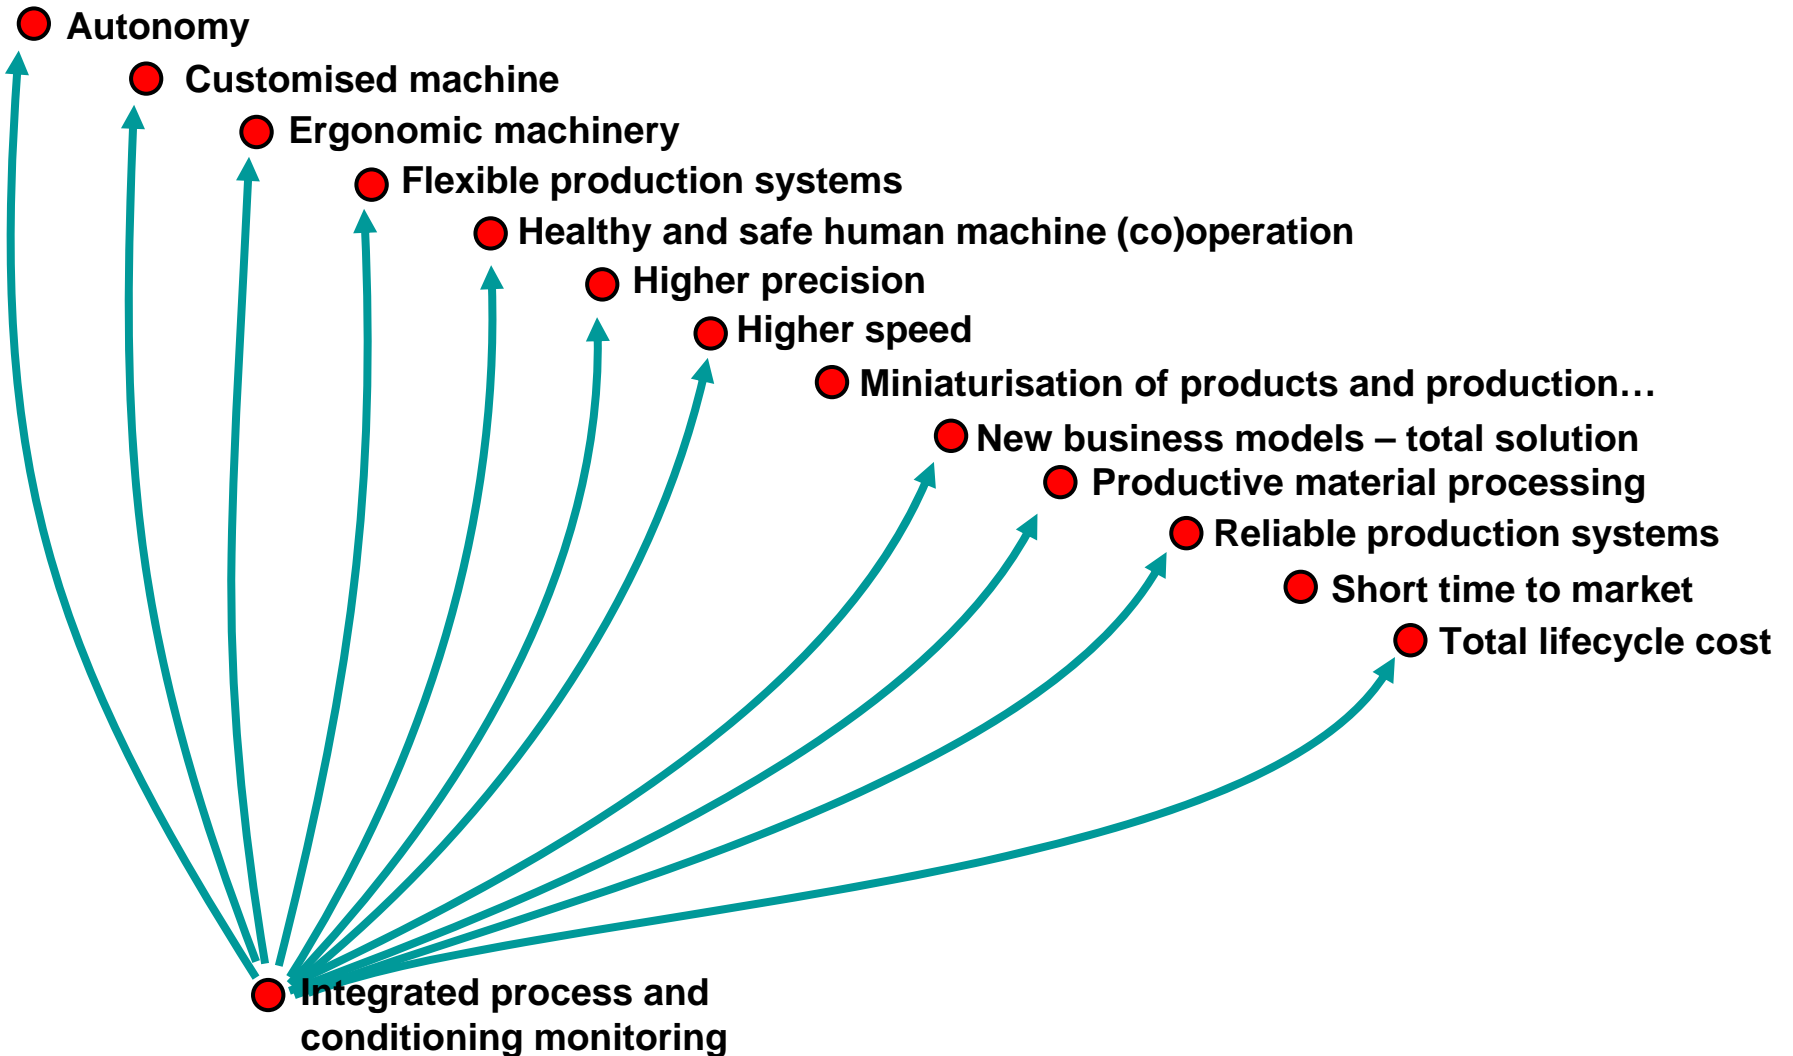 Autonomy
Customised machine
Ergonomic machinery
Flexible production systems
Healthy and safe human machine (co)operation
Higher precision
Higher speed
Miniaturisation of products and production…
New business models – total solution
Productive material processing
Reliable production systems
Short time to market
Total lifecycle cost
Integrated process and
conditioning monitoring